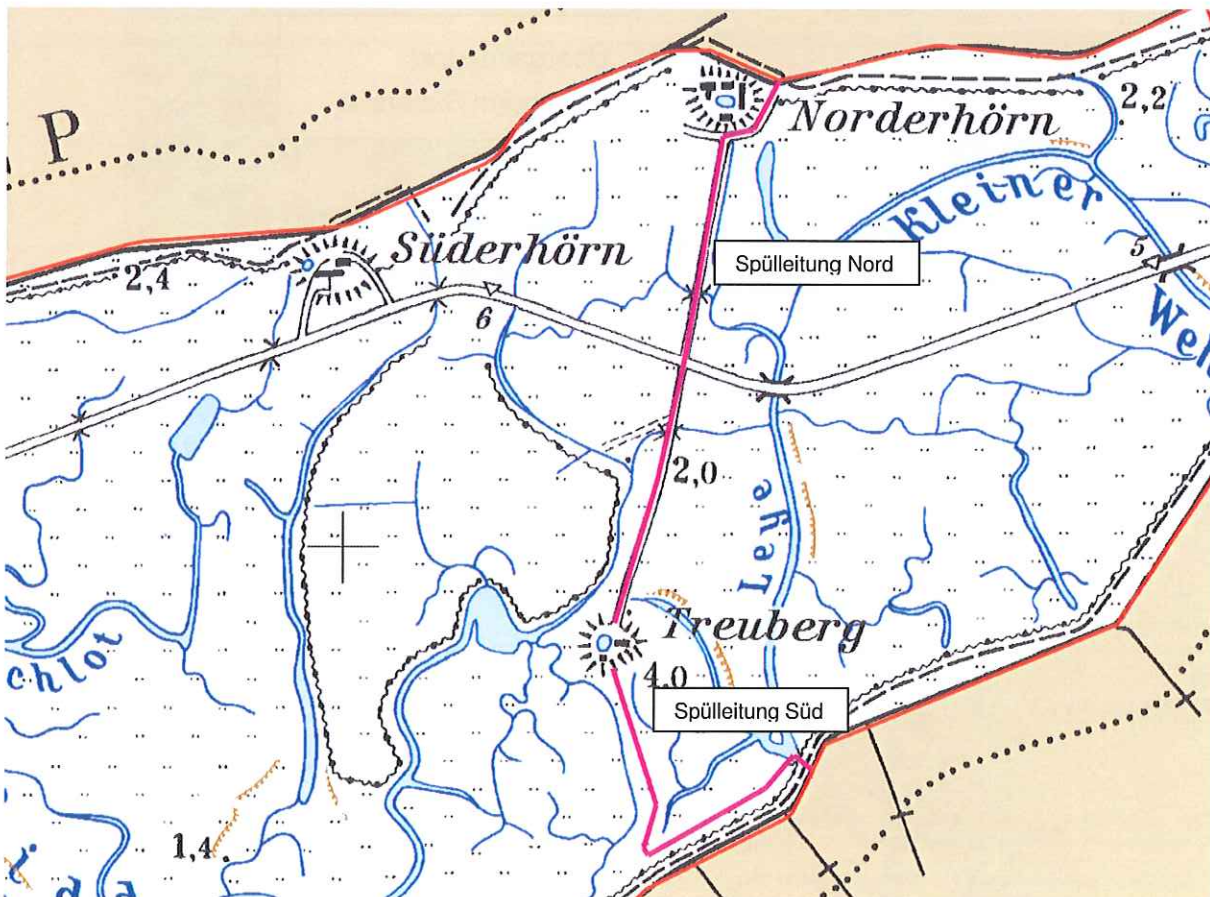 P
Norderhörn
2,2
Kleiner
Süderhörn
Spülleitung Nord
5
2,4
6
2,0
Leye
Treuberg
chlot
4,0
Spülleitung Süd
1,4